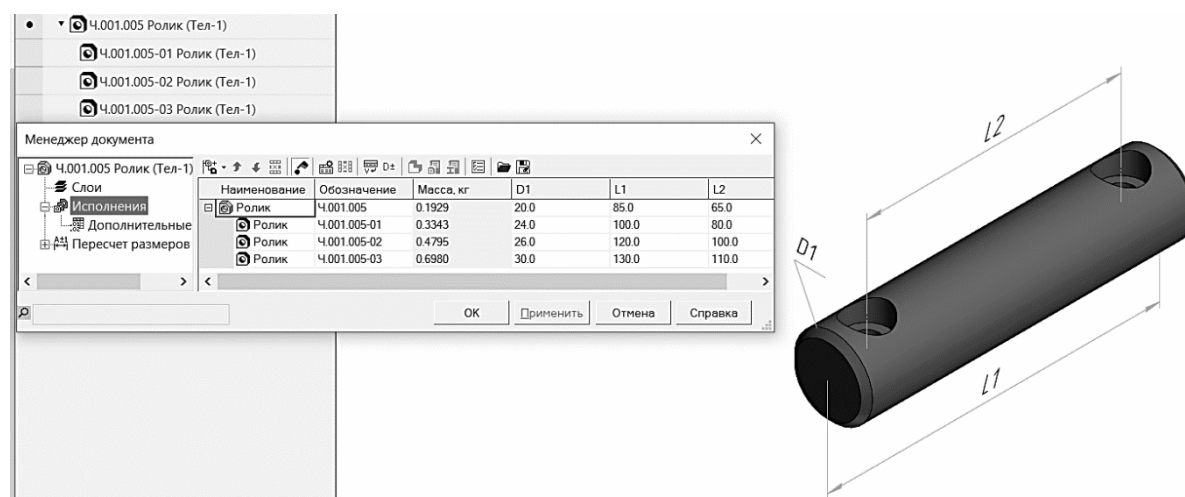 Ч.001.005 Ролик (Тел-1)
Ч.001.005-01 Ролик (Тел-1)
Ч.001.005-02 Ролик (Тел-1)
Ч.001.005-03 Ролик (Тел-1)
Менеджер документа
Ч.001.005 Ролик (Тел-1)
Слои
Исполнения
Дополнительные
Пересчет размеров
Наименование Обозначение Масса, кг D1 L1 L2
Ролик Ч.001.005 0.1929 20.0 85.0 65.0
Ролик Ч.001.005-01 0.3343 24.0 100.0 80.0
Ролик Ч.001.005-02 0.4795 26.0 120.0 100.0
Ролик Ч.001.005-03 0.6980 30.0 130.0 110.0
ОК Применить Отмена Справка
L2
D1
L1